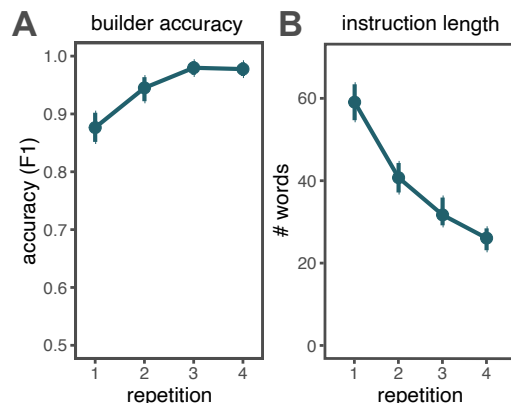 A builder accuracy
accuracy (F1)
1.0
0.9
0.8
0.7
0.6
0.5
1 2 3 4
repetition
B instruction length
# words
60
40
20
0
1 2 3 4
repetition